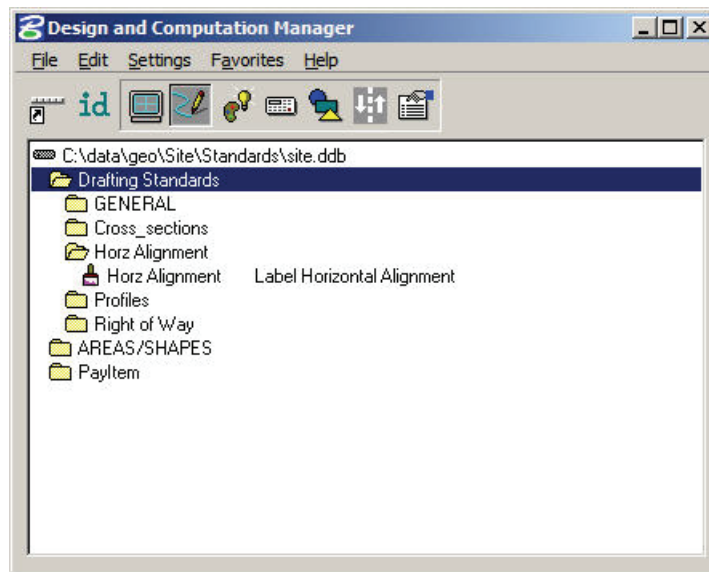 Design and Computation Manager
File Edit Settings Favorites Help
id
C:\data\geo\Site\Standards\site.ddb
Drafting Standards
GENERAL
Cross_sections
Horz Alignment
Horz Alignment Label Horizontal Alignment
Profiles
Right of Way
AREAS/SHAPES
PayItem